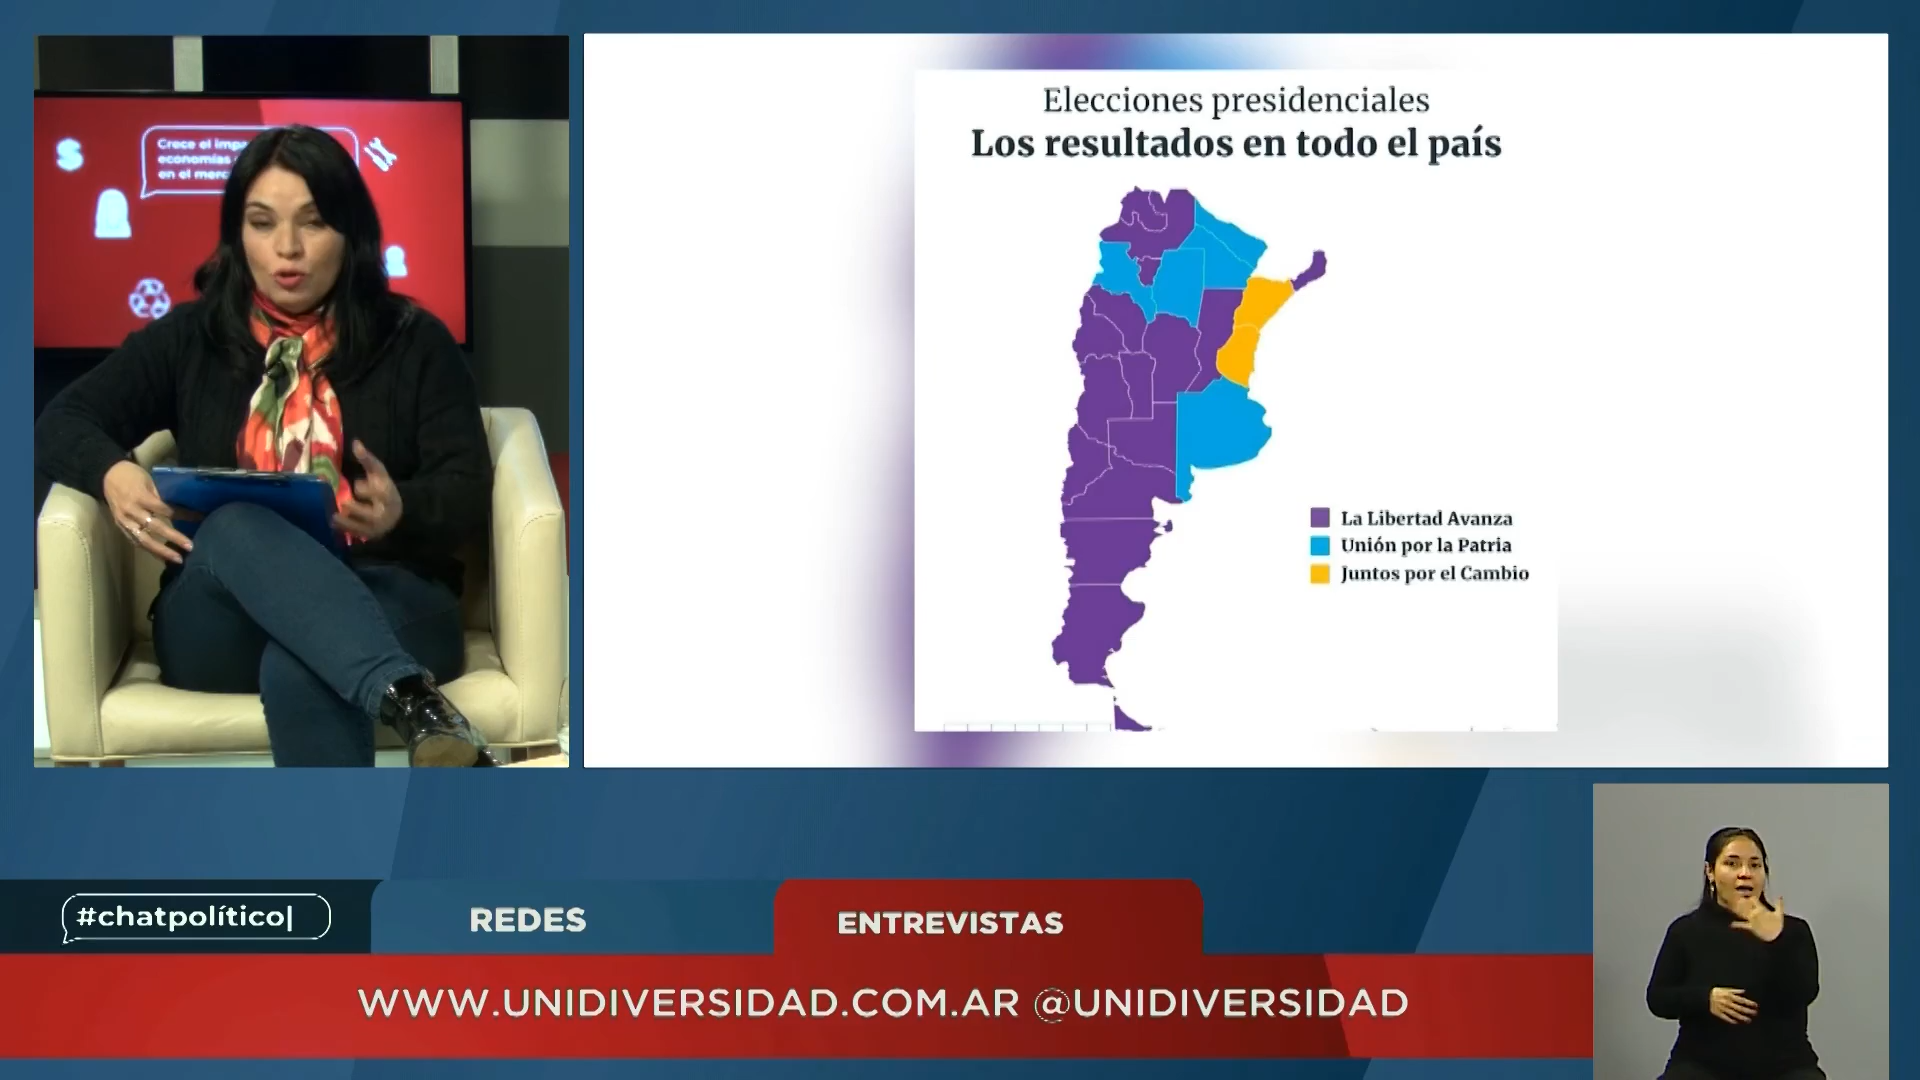 Crece el
economías
en el
Elecciones presidenciales
Los resultados en todo el país
La Libertad Avanza
Unión por la Patria
Juntos por el Cambio
#chatpolítico|
REDES
ENTREVISTAS
WWW.UNIDIVERSIDAD.COM.AR @UNIDIVERSIDAD